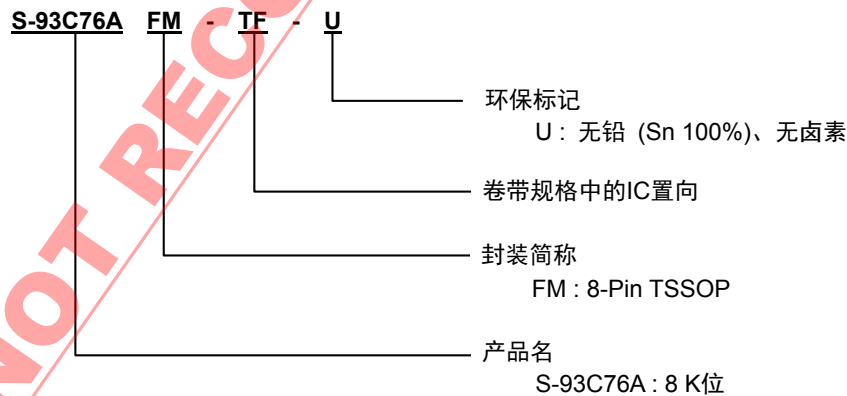 S-93C76A FM - TF - U
环保标记
U : 无铅 (Sn 100%)、无卤素
卷带规格中的IC置向
封装简称
FM : 8-Pin TSSOP
产品名
S-93C76A : 8 K位
NOT RECO